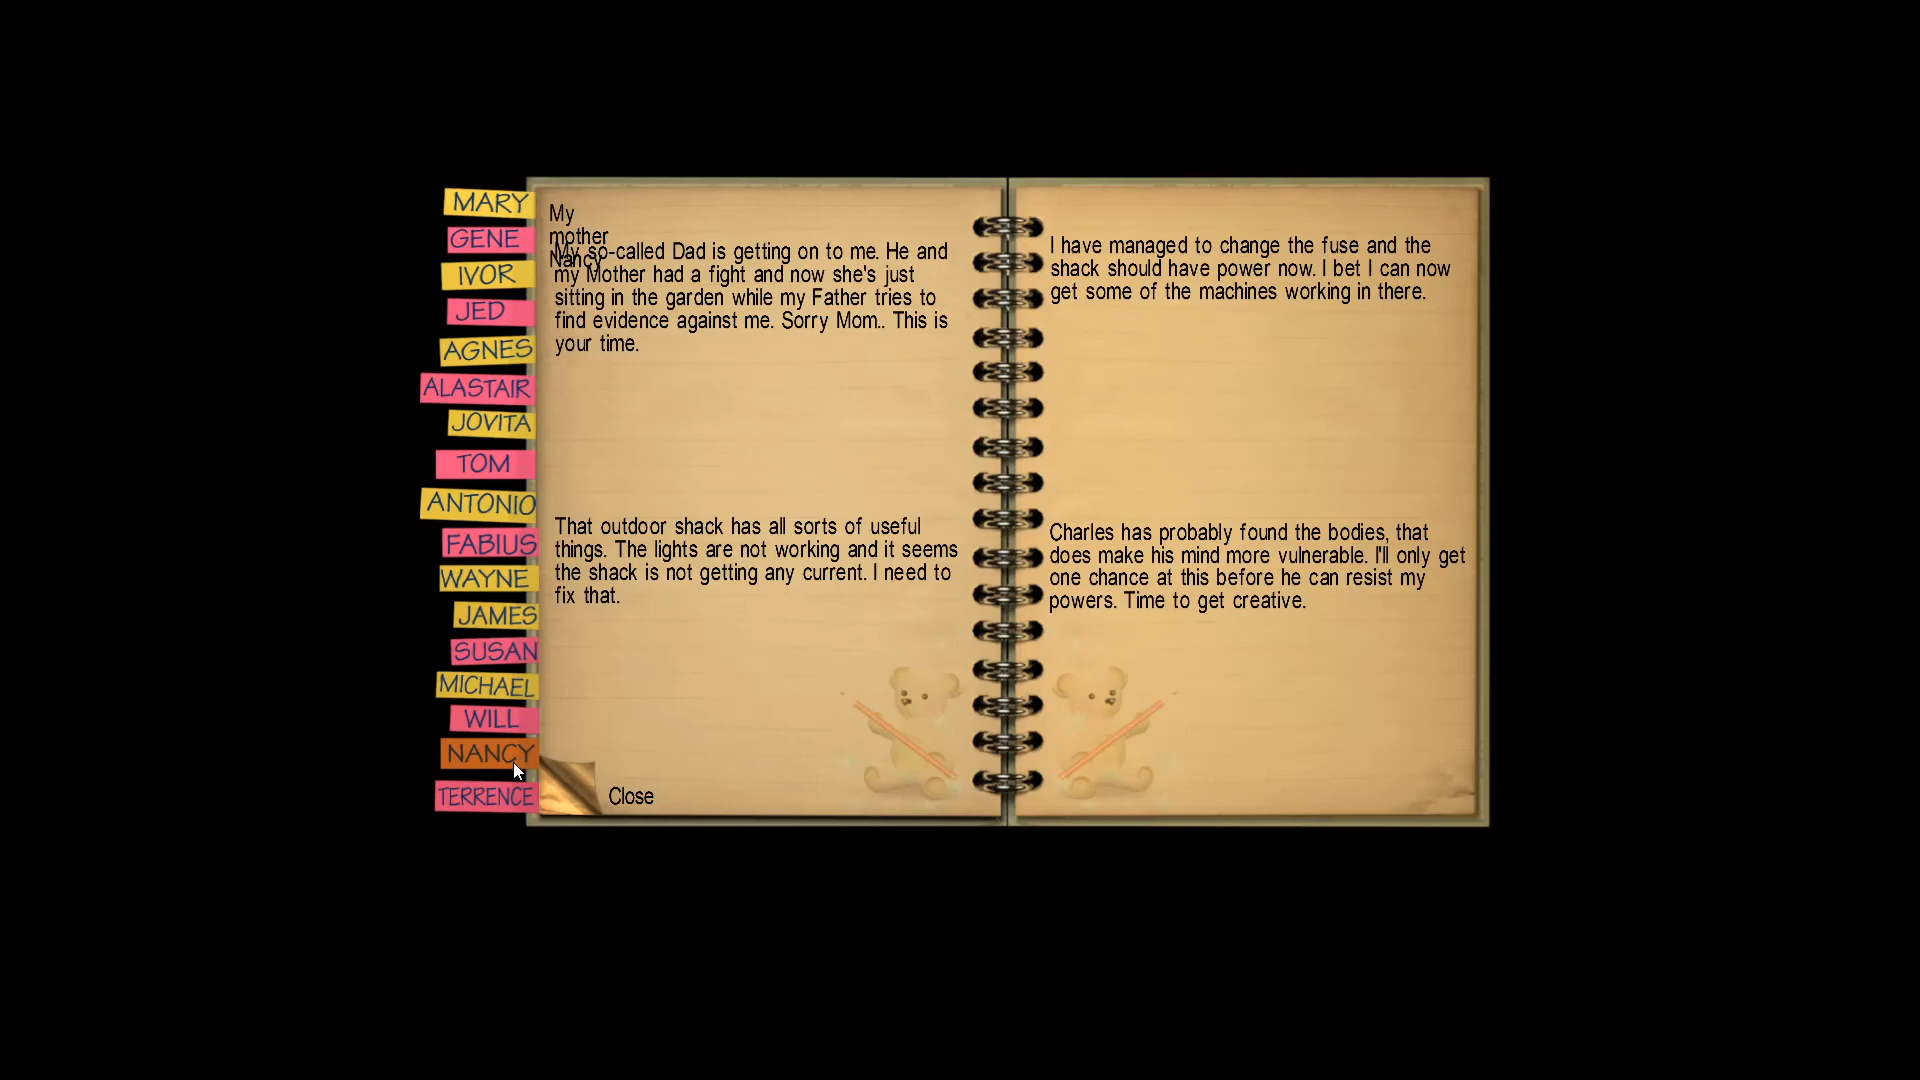 MARY
GENE
IVOR
JED
AGNES
ALASTAIR
JOVITA
TOM
ANTONIO
FABIUS
WAYNE
JAMES
SUSAN
MICHAEL
WILL
NANCY
TERRENCE
My
mother
Nancy
My so-called Dad is getting on to me. He and
my Mother had a fight and now she's just
sitting in the garden while my Father tries to
find evidence against me. Sorry Mom.. This is
your time.
That outdoor shack has all sorts of useful
things. The lights are not working and it seems
the shack is not getting any current. I need to
fix that.
Close
I have managed to change the fuse and the
shack should have power now. I bet I can now
get some of the machines working in there.
Charles has probably found the bodies, that
does make his mind more vulnerable. I'll only get
one chance at this before he can resist my
powers. Time to get creative.